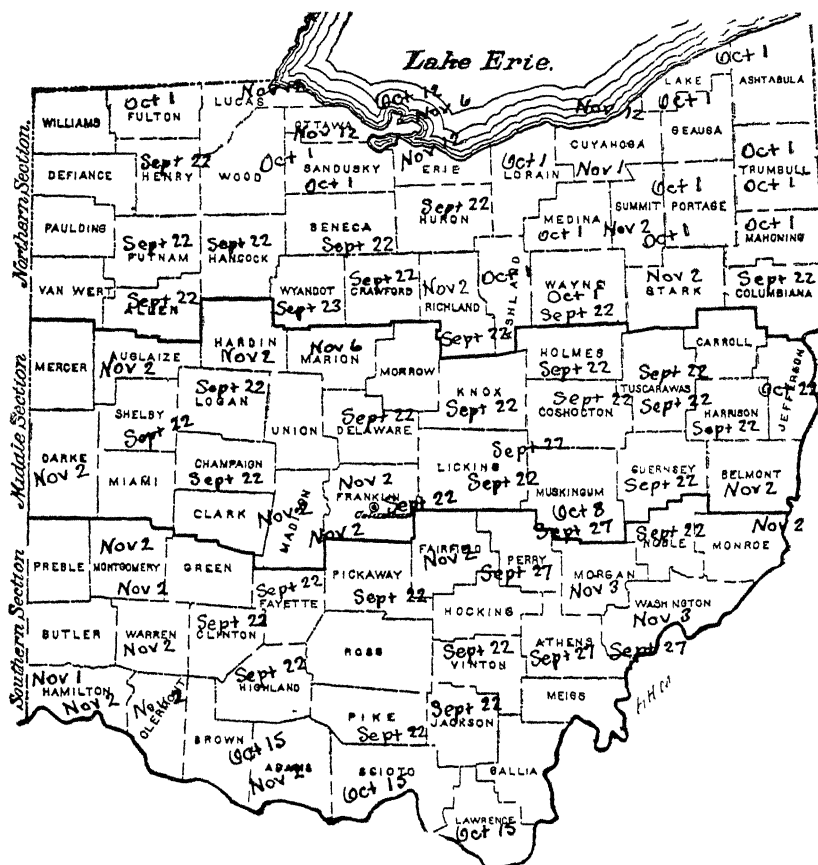 Lake Erie.
Northern Section.
Middle Section
Southern Section
WILLIAMS
Oct 1
FULTON
LUCAS
Nov 12
Oct 12
Nov 6
OTTAWA
Nov 12
Nov 12
LAKE
Oct 1
Oct 1
ASHTABULA
GEAUGA
DEFIANCE
Sept 22
HENRY
WOOD
Oct 1
SANDUSKY
Oct 1
ERIE
Oct 1
LORAIN
CUYAHOGA
Nov 1
Oct 1
TRUMBULL
Oct 1
PAULDING
Sept 22
PUTNAM
Sept 22
HANCOCK
SENECA
Sept 22
HURON
Sept 22
MEDINA
Oct 1
SUMMIT
Nov 2
Oct 1
PORTAGE
Oct 1
Oct 1
MAHONING
VAN WERT
Sept 22
ALLEN
WYANDOT
Sept 23
Sept 22
CRAWFORD
Nov 2
RICHLAND
Sept 22
ASHLAND
WAYNE
Oct 1
Sept 22
Nov 2
STARK
Sept 22
COLUMBIANA
MERCER
AUGLAIZE
Nov 2
HARDIN
Nov 2
Nov 6
MARION
MORROW
HOLMES
Sept 22
CARROLL
JEFFERSON
Oct 22
SHELBY
Sept 22
Sept 22
LOGAN
UNION
Sept 22
DELAWARE
KNOX
Sept 22
Sept 22
COSHOCTON
Sept 22
TUSCARAWAS
Sept 22
HARRISON
Sept 22
DARKE
Nov 2
MIAMI
CHAMPAIGN
Sept 22
CLARK
Nov 2
MADISON
Nov 2
FRANKLIN
Sept 22
Columbus
Nov 2
LICKING
Sept 22
Sept 22
MUSKINGUM
Oct 8
Sept 27
GUERNSEY
Sept 22
BELMONT
Nov 2
PREBLE
Nov 2
MONTGOMERY
Nov 2
GREEN
Sept 22
FAYETTE
PICKAWAY
Sept 22
FAIRFIELD
Nov 2
PERRY
Sept 27
MORGAN
Nov 3
Sept 22
NOBLE
Nov 2
MONROE
BUTLER
WARREN
Nov 2
Sept 22
CLINTON
ROSS
HOCKING
ATHENS
Sept 27
WASHINGTON
Nov 3
Sept 27
Nov 1
HAMILTON
Nov 2
CLERMONT
Sept 22
HIGHLAND
PIKE
Sept 22
Sept 22
VINTON
MEIGS
BROWN
Oct 15
ADAMS
Nov 2
SCIOTO
Oct 15
Sept 22
JACKSON
GALLIA
LAWRENCE
Oct 15